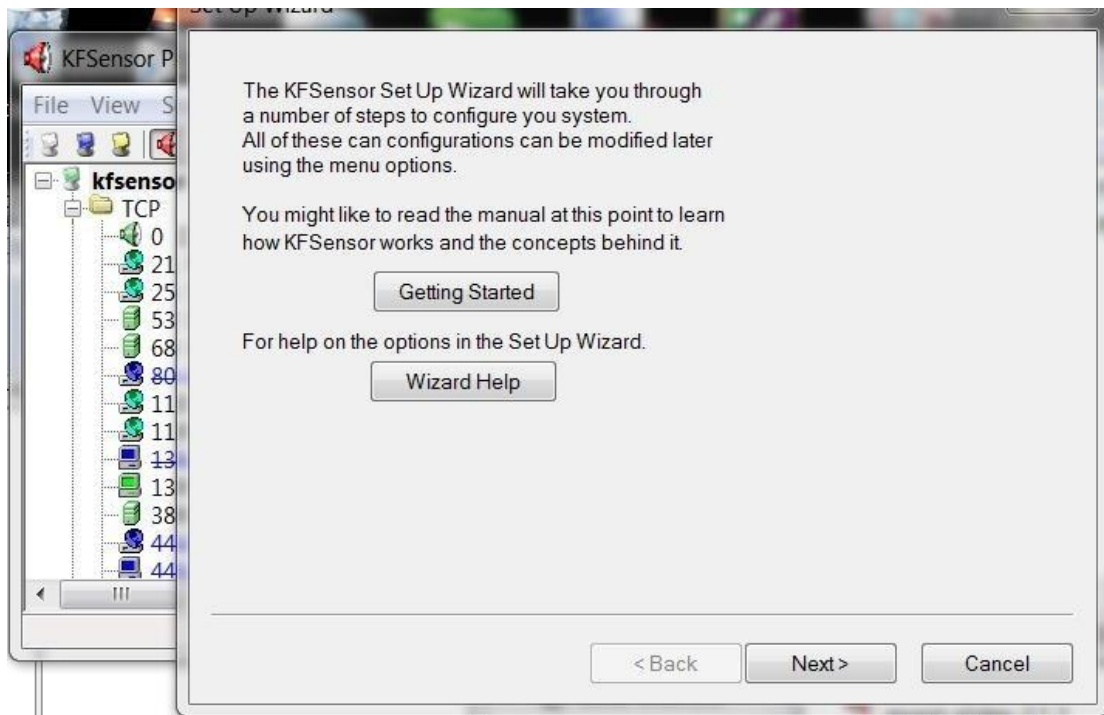 Set Up Wizard
KFSensor P
File View S
kfsenso
TCP
0
21
25
53
68
80
11
11
13
13
38
44
44
The KFSensor Set Up Wizard will take you through
a number of steps to configure you system.
All of these can configurations can be modified later
using the menu options.
You might like to read the manual at this point to learn
how KFSensor works and the concepts behind it.
Getting Started
For help on the options in the Set Up Wizard.
Wizard Help
< Back
Next >
Cancel